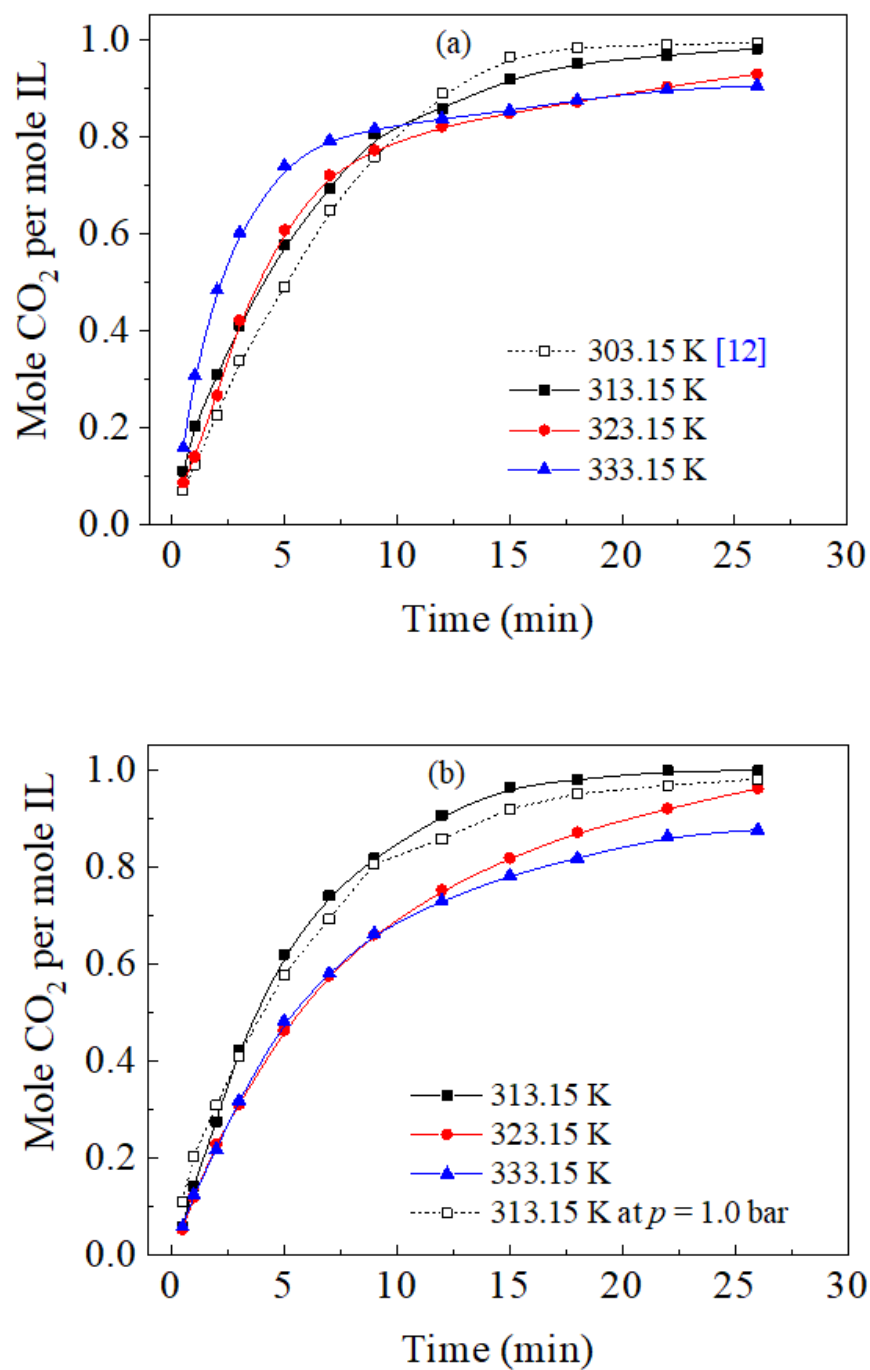 (a)
Mole CO₂ per mole IL
1.0
0.8
0.6
0.4
0.2
0.0
303.15 K [12]
313.15 K
323.15 K
333.15 K
0 5 10 15 20 25 30
Time (min)
(b)
Mole CO₂ per mole IL
1.0
0.8
0.6
0.4
0.2
0.0
313.15 K
323.15 K
333.15 K
313.15 K at p = 1.0 bar
0 5 10 15 20 25 30
Time (min)